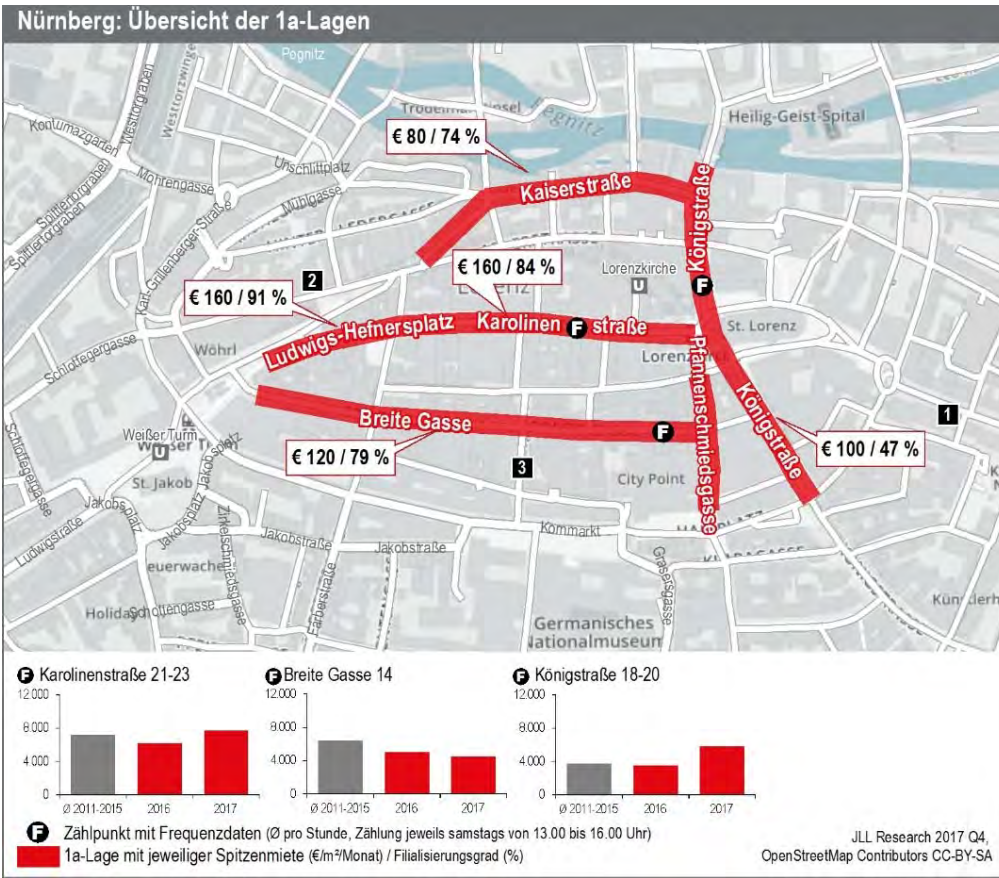 Nürnberg: Übersicht der 1a-Lagen
Pegnitz
Westtorgraben
Westtorzwinger
Kontumazgarten
Pegnitz
Heilig-Geist-Spital
€ 80 / 74 %
Unschlittplatz
Mohrengasse
Spittlertorgraben
Spittlertorgraben
Mühlgasse
Kaiserstraße
Königstraße
Karl-Grillenberger-Straße
€ 160 / 84 %
Lorenzkirche
U
2
€ 160 / 91 %
F
Ludwigs-Hefnersplatz
Karolinen F straße
St. Lorenz
Wöhrl
Schlotfegergasse
Pfannenschmiedsgasse
Königstraße
Breite Gasse
F
1
Weißer Turm
U
€ 120 / 79 %
3
€ 100 / 47 %
Schlotfegergasse
St. Jakob
Jakobsplatz
City Point
Jakobsplatz
Jakobsplatz
Zirkelschmiedsgasse
Ludwigstraße
Jakobstraße
Jakobstraße
Kornmarkt
Grasersgasse
Färberstraße
Schottengasse
Germanisches
Nationalmuseum
F Karolinenstraße 21-23
12.000
8.000
4.000
0
Ø 2011-2015 2016 2017
F Breite Gasse 14
12.000
8.000
4.000
0
Ø 2011-2015 2016 2017
F Königstraße 18-20
12.000
8.000
4.000
0
Ø 2011-2015 2016 2017
F Zählpunkt mit Frequenzdaten (Ø pro Stunde, Zählung jeweils samstags von 13.00 bis 16.00 Uhr)
1a-Lage mit jeweiliger Spitzenmiete (€/m²/Monat) / Filialisierungsgrad (%)
JLL Research 2017 Q4,
OpenStreetMap Contributors CC-BY-SA